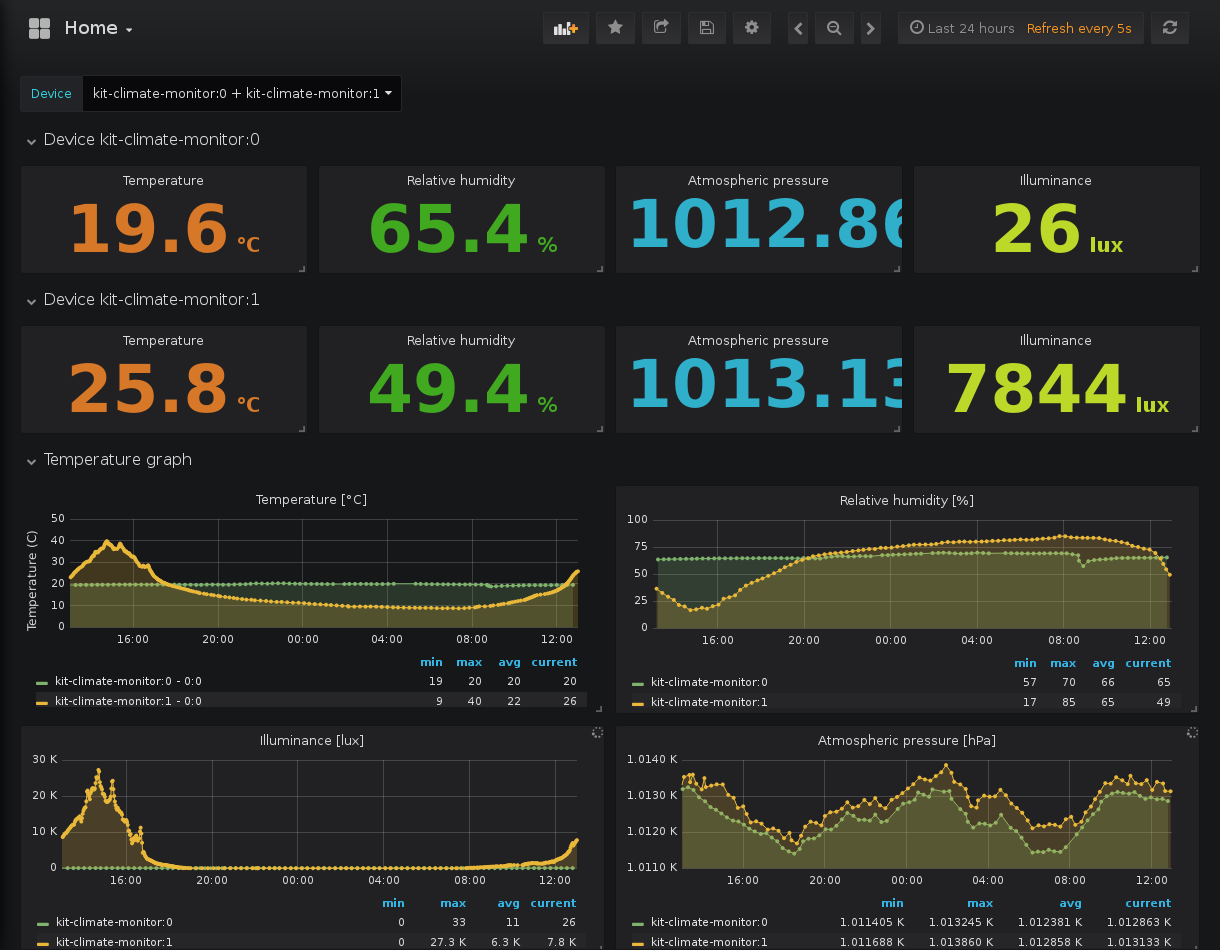 Home
Last 24 hours Refresh every 5s
Device kit-climate-monitor:0 + kit-climate-monitor:1
Device kit-climate-monitor:0
Temperature Relative humidity Atmospheric pressure Illuminance
19.6 °C 65.4 % 1012.86 26 lux
Device kit-climate-monitor:1
Temperature Relative humidity Atmospheric pressure Illuminance
25.8 °C 49.4 % 1013.13 7844 lux
Temperature graph
Temperature [°C]
Temperature (C)
50
40
30
20
10
0
16:00 20:00 00:00 04:00 08:00 12:00
min max avg current
kit-climate-monitor:0 - 0:0 19 20 20 20
kit-climate-monitor:1 - 0:0 9 40 22 26
Relative humidity [%]
100
75
50
25
0
16:00 20:00 00:00 04:00 08:00 12:00
min max avg current
kit-climate-monitor:0 57 70 66 65
kit-climate-monitor:1 17 85 65 49
Illuminance [lux]
30 K
20 K
10 K
0
16:00 20:00 00:00 04:00 08:00 12:00
min max avg current
kit-climate-monitor:0 0 33 11 26
kit-climate-monitor:1 0 27.3 K 6.3 K 7.8 K
Atmospheric pressure [hPa]
1.0140 K
1.0130 K
1.0120 K
1.0110 K
16:00 20:00 00:00 04:00 08:00 12:00
min max avg current
kit-climate-monitor:0 1.011405 K 1.013245 K 1.012381 K 1.012863 K
kit-climate-monitor:1 1.011688 K 1.013860 K 1.012858 K 1.013133 K